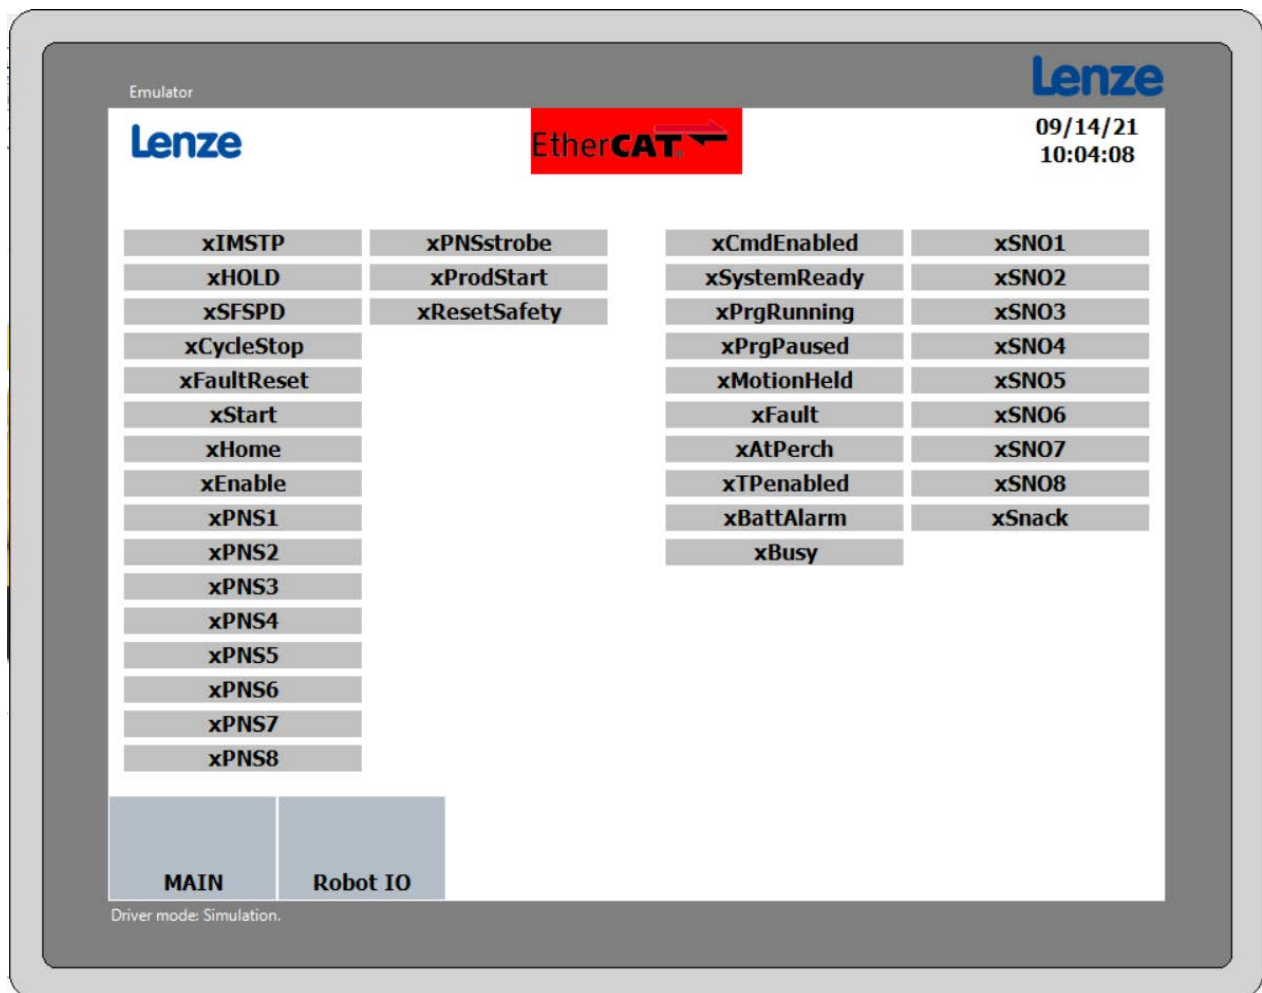 Lenze
Emulator
Lenze
EtherCAT
09/14/21
10:04:08
xIMSTP xPNSstrobe xCmdEnabled xSNO1
xHOLD xProdStart xSystemReady xSNO2
xSFSPD xResetSafety xPrgRunning xSNO3
xCycleStop xPrgPaused xSNO4
xFaultReset xMotionHeld xSNO5
xStart xFault xSNO6
xHome xAtPerch xSNO7
xEnable xTPenabled xSNO8
xPNS1 xBattAlarm xSnack
xPNS2 xBusy
xPNS3
xPNS4
xPNS5
xPNS6
xPNS7
xPNS8
MAIN Robot IO
Driver mode: Simulation.